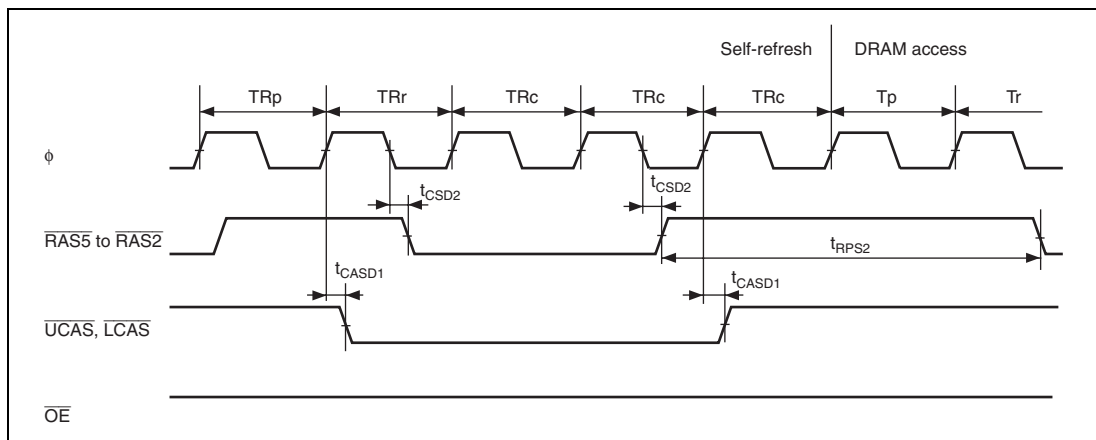 Self-refresh DRAM access
TRp TRr TRc TRc TRc Tp Tr
ϕ
tCSD2 tCSD2
RAS5 to RAS2
tRPS2
tCASD1 tCASD1
UCAS, LCAS
OE